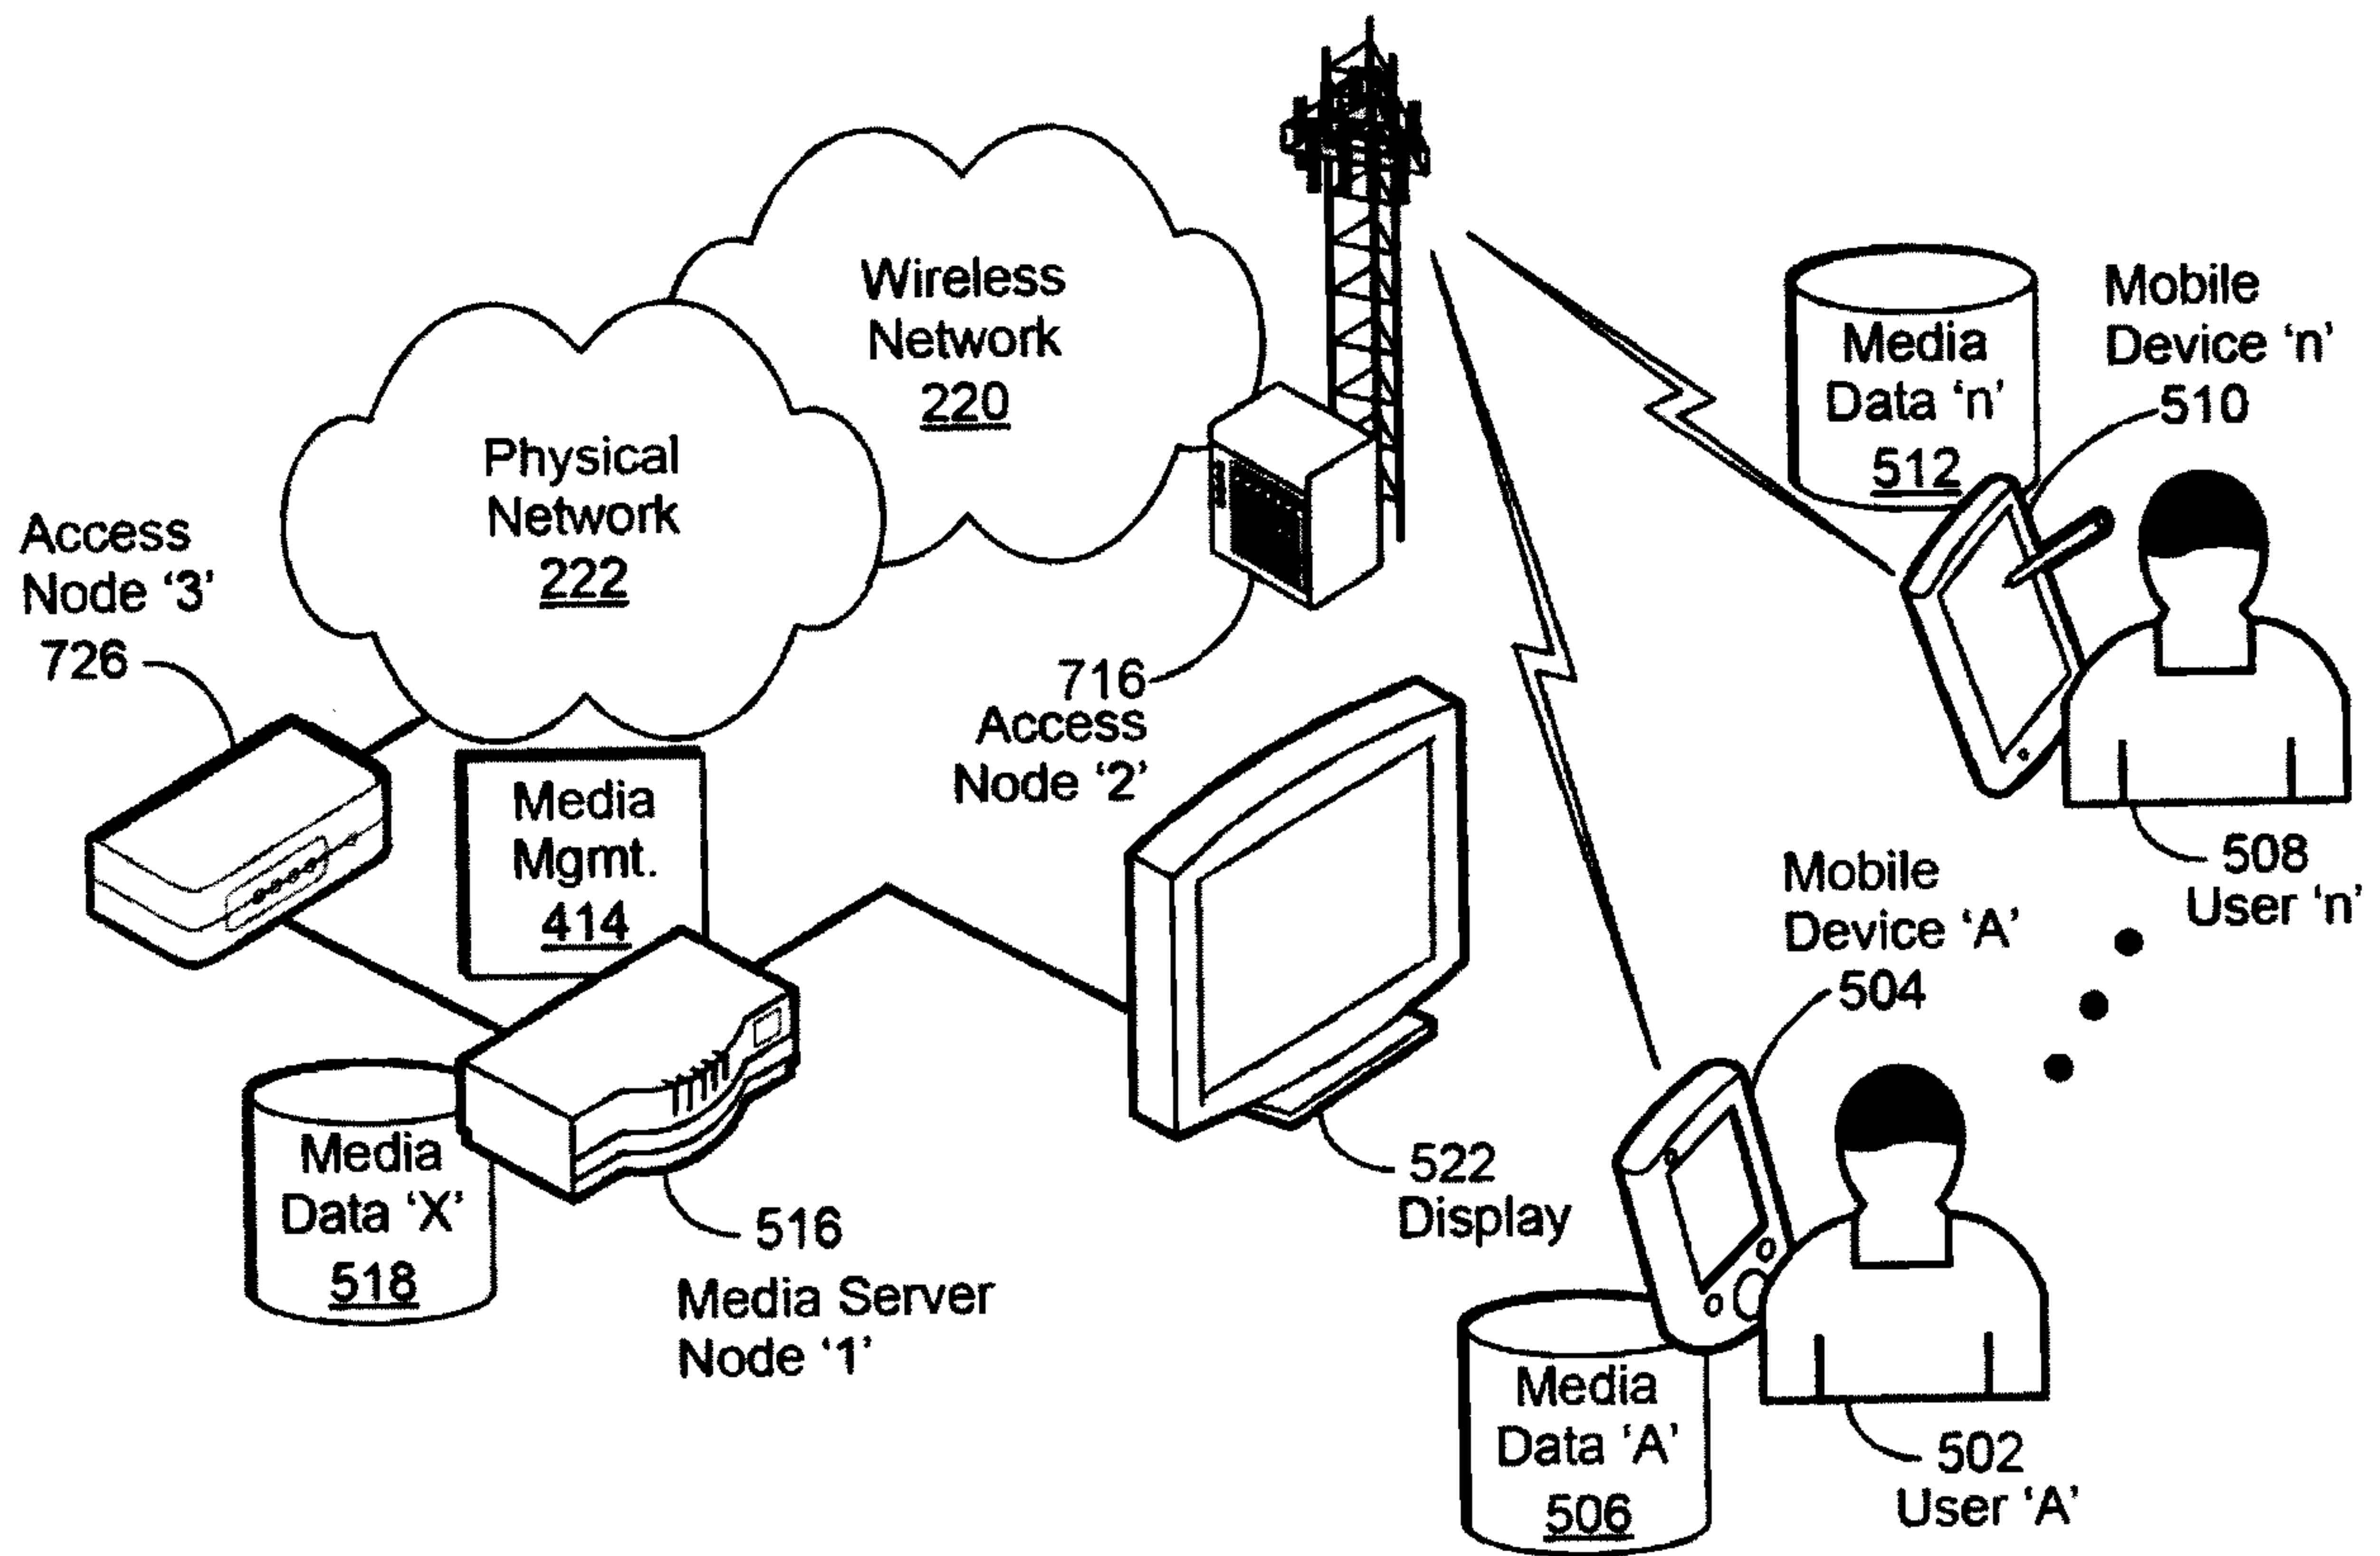 Wireless
Network
220
Physical
Network
222
Access
Node ‘3’
726
716
Access
Node ‘2’
Media
Mgmt.
414
Media
Data ‘X’
518
516
Media Server
Node ‘1’
522
Display
Media
Data ‘n’
512
Mobile
Device ‘n’
510
508
User ‘n’
Mobile
Device ‘A’
504
Media
Data ‘A’
506
502
User ‘A’